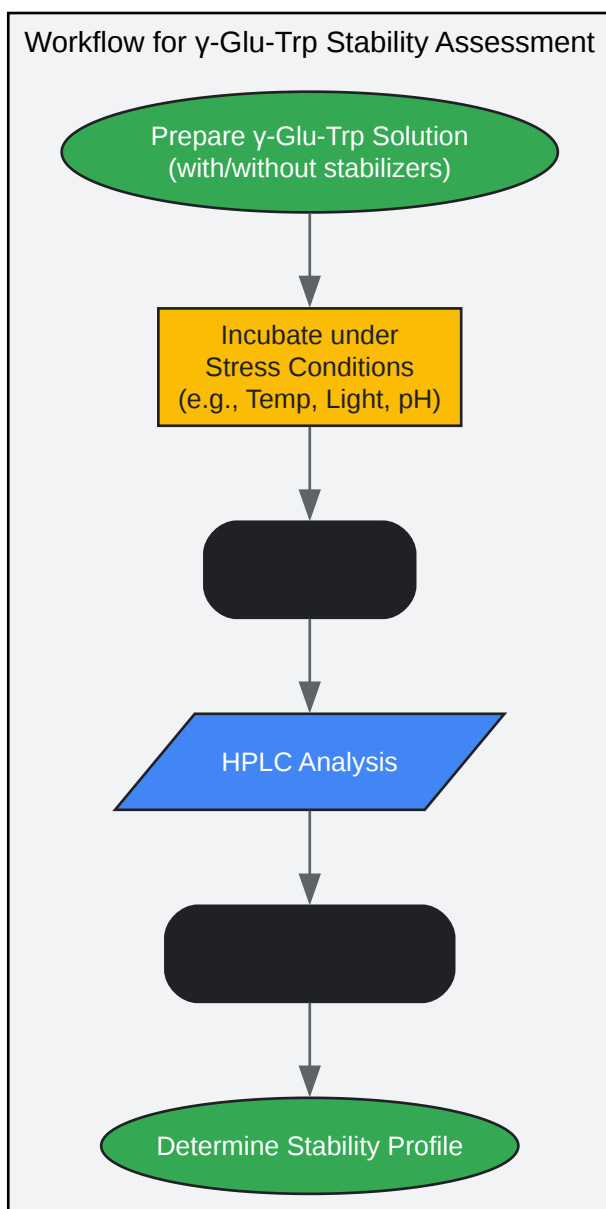 Workflow for γ-Glu-Trp Stability Assessment
Prepare γ-Glu-Trp Solution
(with/without stabilizers)
Incubate under
Stress Conditions
(e.g., Temp, Light, pH)
HPLC Analysis
Determine Stability Profile